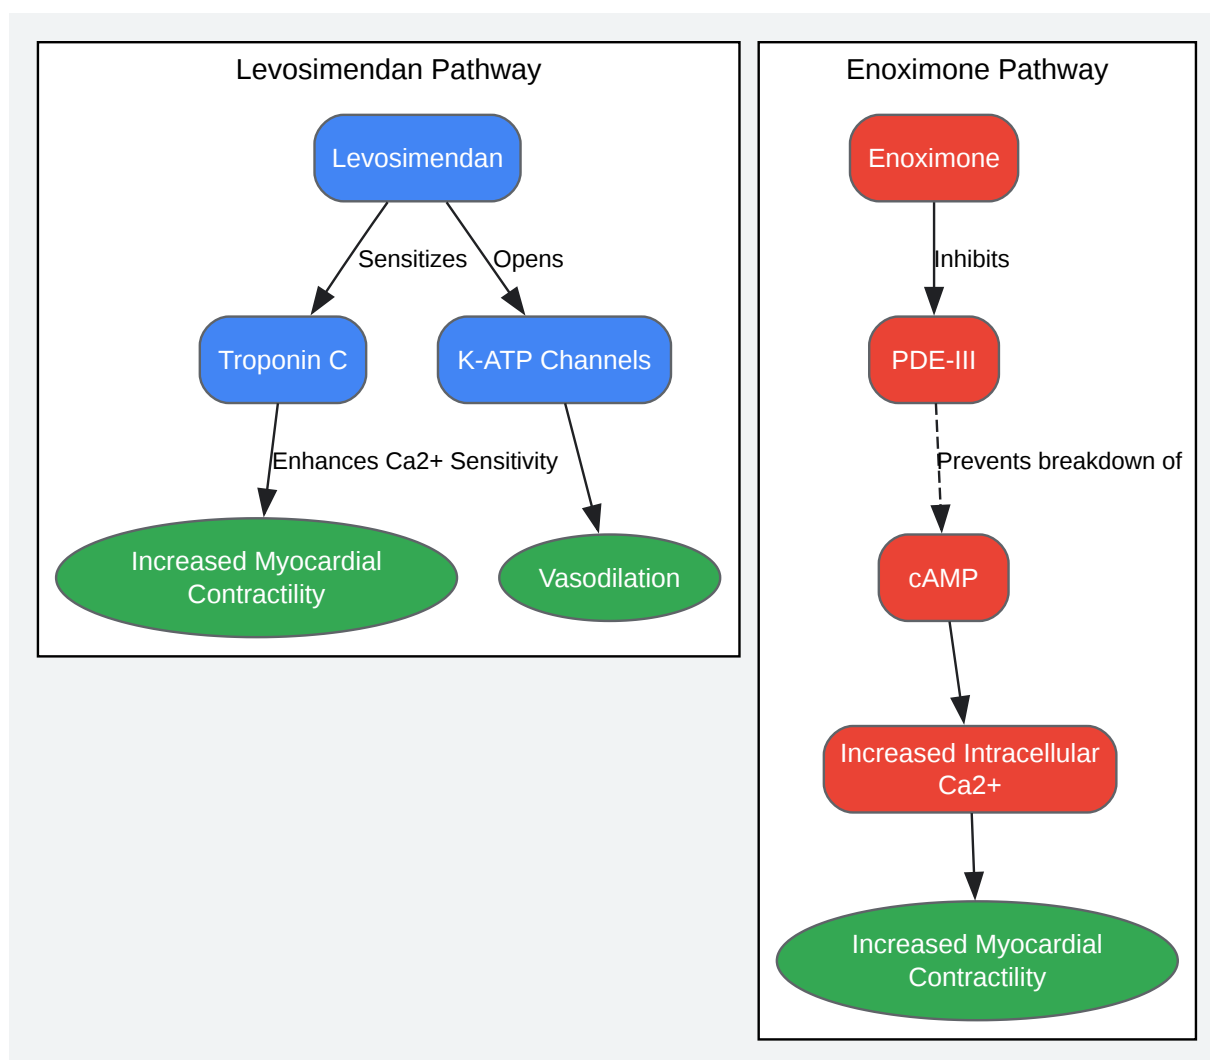 Levosimendan Pathway
Levosimendan
Sensitizes
Opens
Troponin C
K-ATP Channels
Enhances Ca2+ Sensitivity
Increased Myocardial
Contractility
Vasodilation
Enoximone Pathway
Enoximone
Inhibits
PDE-III
Prevents breakdown of
cAMP
Increased Intracellular
Ca2+
Increased Myocardial
Contractility